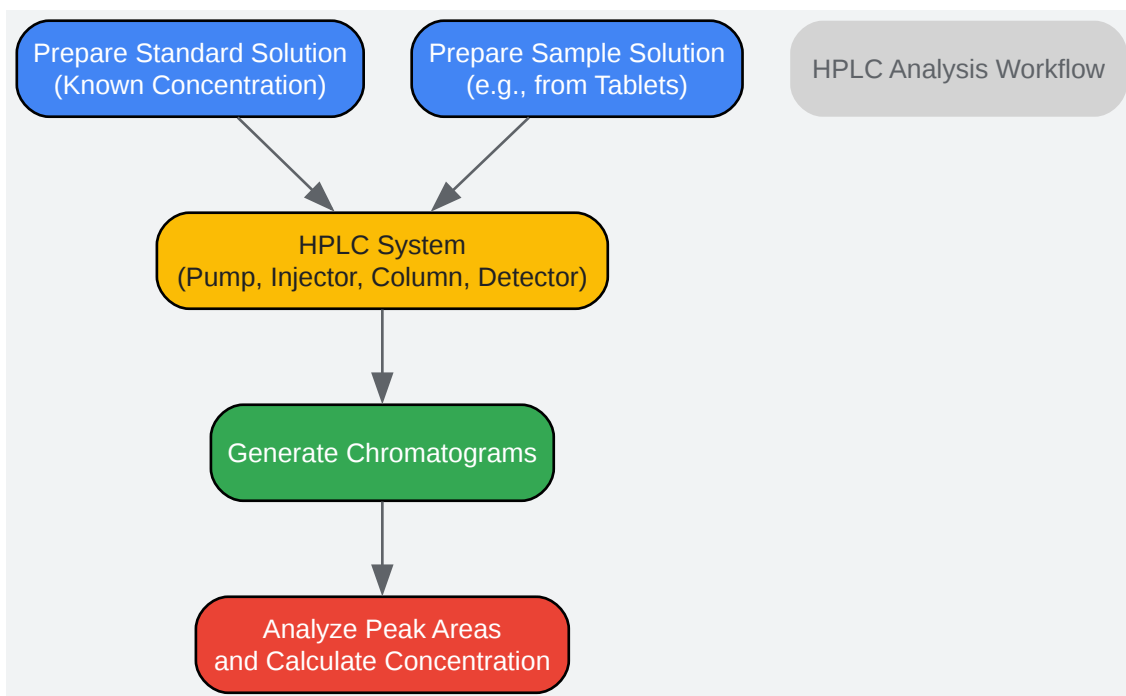 Prepare Standard Solution
(Known Concentration)
Prepare Sample Solution
(e.g., from Tablets)
HPLC Analysis Workflow
HPLC System
(Pump, Injector, Column, Detector)
Generate Chromatograms
Analyze Peak Areas
and Calculate Concentration